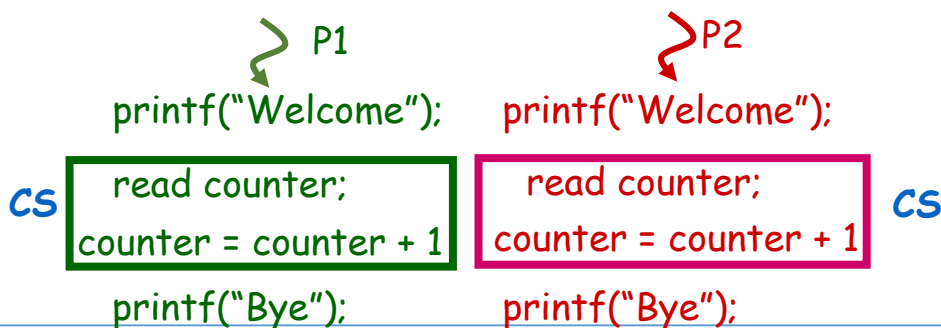 P1 P2
printf(“Welcome”); printf(“Welcome”);
CS read counter; read counter; CS
counter = counter + 1 counter = counter + 1
printf(“Bye”); printf(“Bye”);